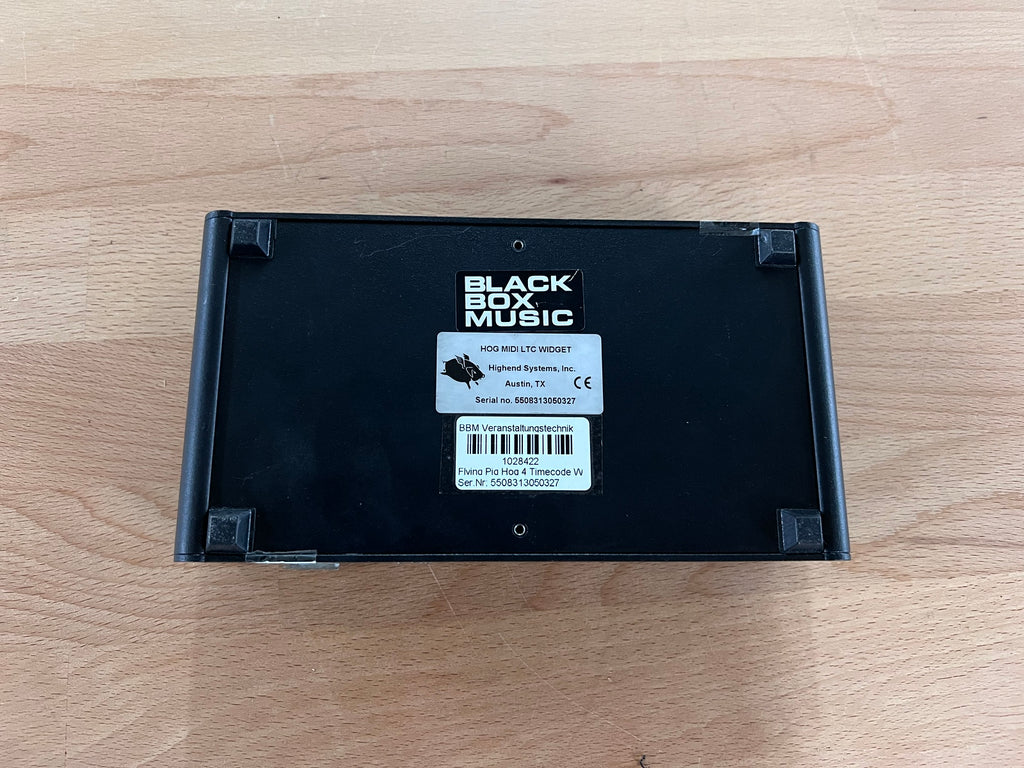 BLACK
BOX
MUSIC
HOG MIDI LTC WIDGET
Highend Systems, Inc.
Austin, TX
CE
Serial no. 5508313050327
BBM Veranstaltungstechnik
1028422
Flying Pig Hog 4 Timecode W
Ser.Nr: 5508313050327